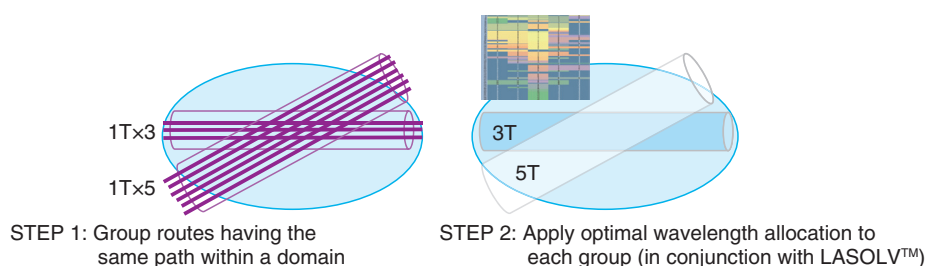 1T×3
1T×5
3T
5T
STEP 1: Group routes having the
same path within a domain
STEP 2: Apply optimal wavelength allocation to
each group (in conjunction with LASOLV™)